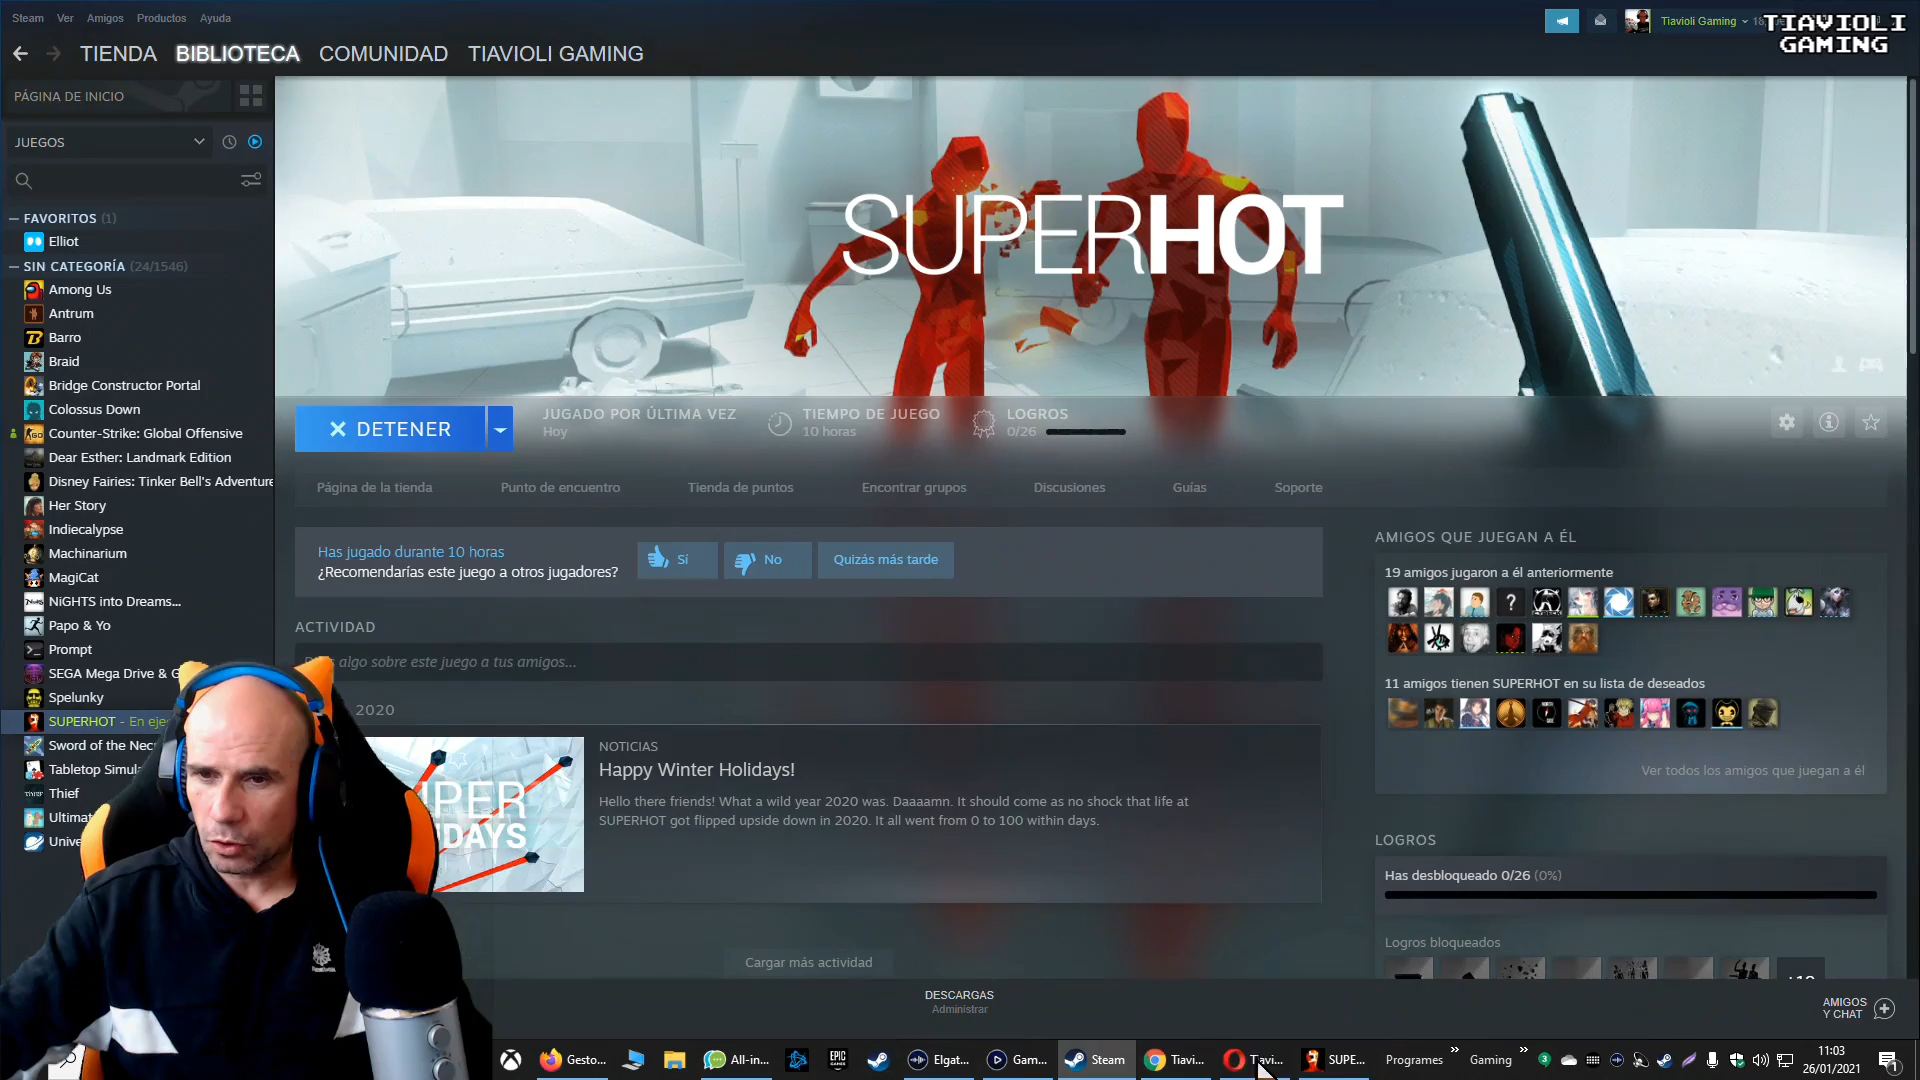 Steam Ver Amigos Productos Ayuda
Tiavioli Gaming
TIAVIOLI
GAMING
TIENDA BIBLIOTECA COMUNIDAD TIAVIOLI GAMING
PÁGINA DE INICIO
JUEGOS
— FAVORITOS (1)
Elliot
— SIN CATEGORÍA (24/1546)
Among Us
Antrum
Barro
Braid
Bridge Constructor Portal
Colossus Down
Counter-Strike: Global Offensive
Dear Esther: Landmark Edition
Disney Fairies: Tinker Bell's Adventure
Her Story
Indiecalypse
Machinarium
MagiCat
NiGHTS into Dreams...
Papo & Yo
Prompt
SEGA Mega Drive & G
Spelunky
SUPERHOT - En eje
Sword of the Nec
Tabletop Simula
Thief
Ultimat
Unive
SUPERHOT
DETENER
JUGADO POR ÚLTIMA VEZ
Hoy
TIEMPO DE JUEGO
10 horas
LOGROS
0/26
Página de la tienda Punto de encuentro Tienda de puntos Encontrar grupos Discusiones Guías Soporte
Has jugado durante 10 horas
¿Recomendarías este juego a otros jugadores?
Sí No Quizás más tarde
ACTIVIDAD
algo sobre este juego a tus amigos...
2020
NOTICIAS
Happy Winter Holidays!
Hello there friends! What a wild year 2020 was. Daaaamn. It should come as no shock that life at
SUPERHOT got flipped upside down in 2020. It all went from 0 to 100 within days.
IPER
IDAYS
Cargar más actividad
AMIGOS QUE JUEGAN A ÉL
19 amigos jugaron a él anteriormente
11 amigos tienen SUPERHOT en su lista de deseados
Ver todos los amigos que juegan a él
LOGROS
Has desbloqueado 0/26 (0%)
Logros bloqueados
DESCARGAS
Administrar
AMIGOS
Y CHAT
Gesto... All-in... EPIC GAMES Elgat... Gam... Steam Tiavi... Tiavi... SUPE... Programes » Gaming »
11:03
26/01/2021